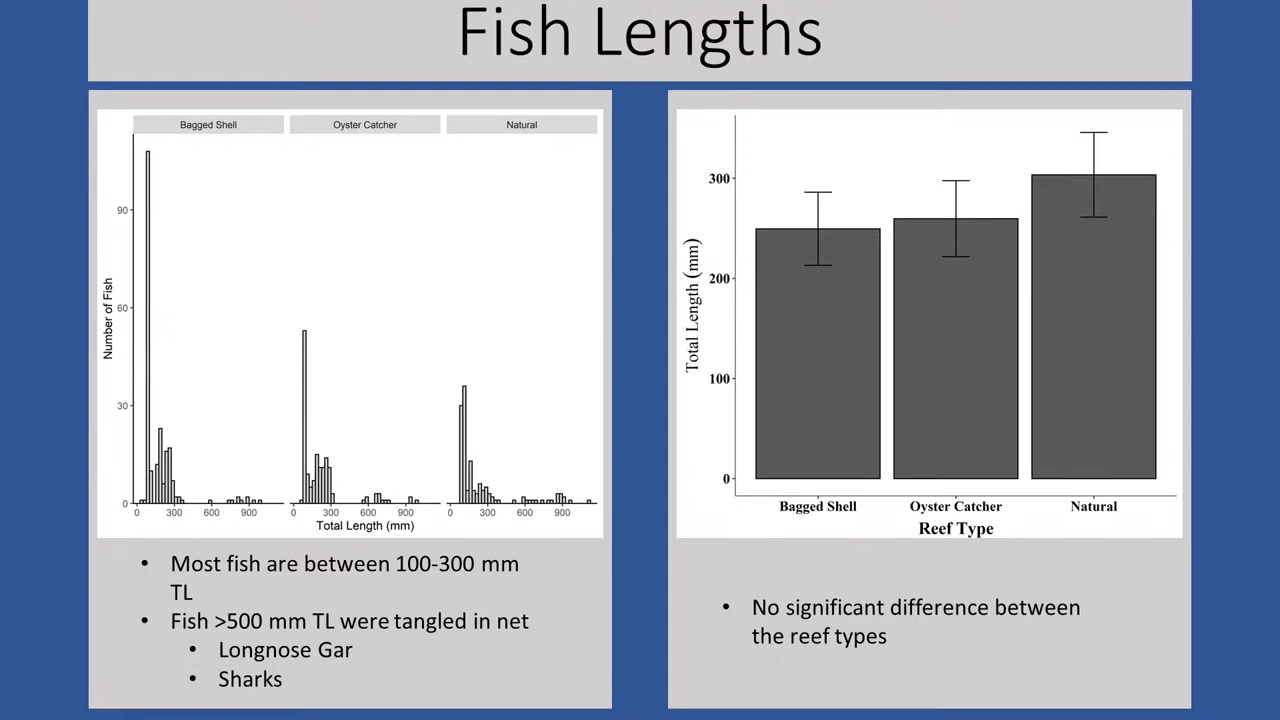 Fish Lengths
Bagged Shell
Oyster Catcher
Natural
Number of Fish
90
60
30
0
0 300 600 900
0 300 600 900
0 300 600 900
Total Length (mm)
• Most fish are between 100-300 mm
TL
• Fish >500 mm TL were tangled in net
• Longnose Gar
• Sharks
Total Length (mm)
300
200
100
0
Bagged Shell
Oyster Catcher
Natural
Reef Type
• No significant difference between
the reef types